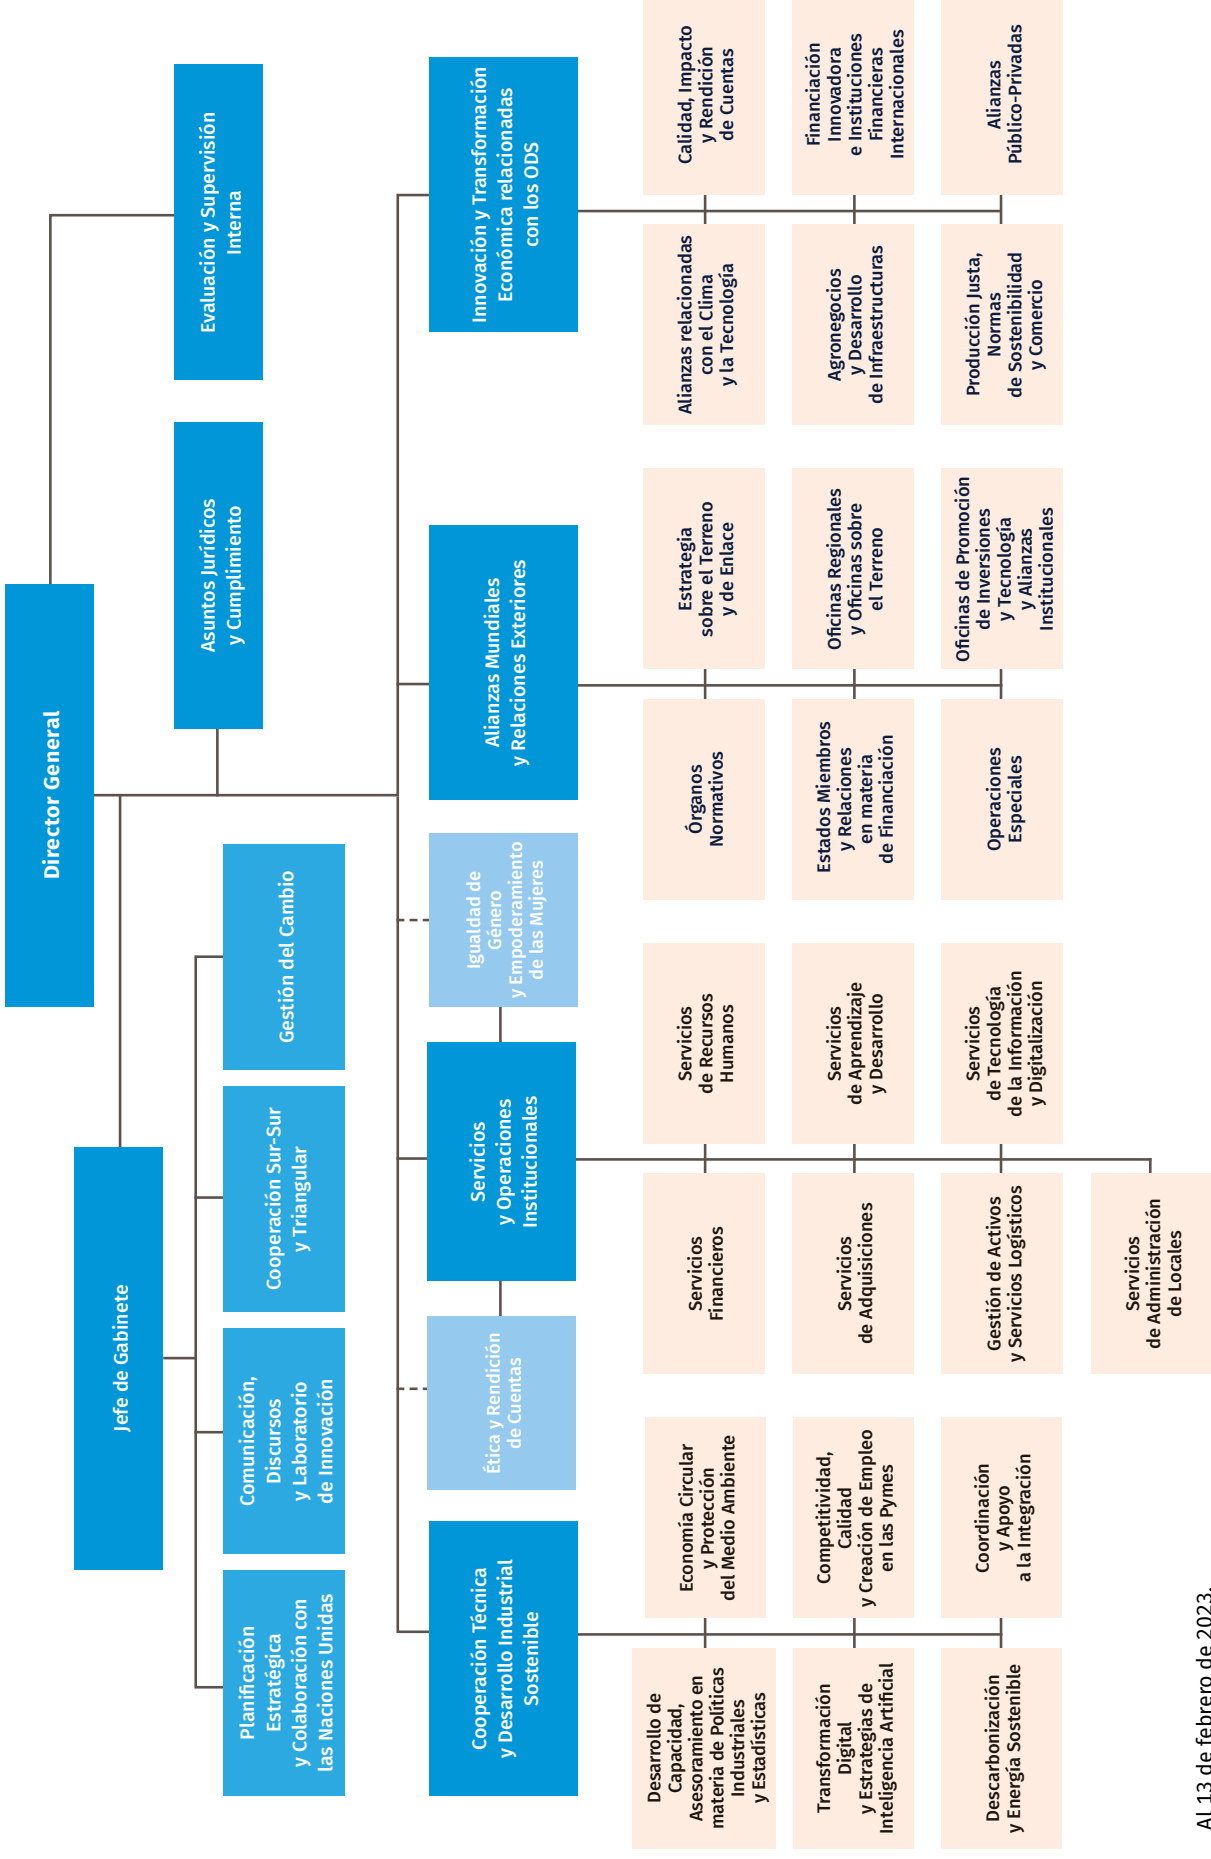 Director General
Evaluación y Supervisión
Interna
Jefe de Gabinete
Asuntos Jurídicos
y Cumplimiento
Planificación
Estratégica
y Colaboración con
las Naciones Unidas
Comunicación,
Discursos
y Laboratorio
de Innovación
Cooperación Sur-Sur
y Triangular
Gestión del Cambio
Cooperación Técnica
y Desarrollo Industrial
Sostenible
Ética y Rendición
de Cuentas
Servicios
y Operaciones
Institucionales
Igualdad de
Género
y Empoderamiento
de las Mujeres
Alianzas Mundiales
y Relaciones Exteriores
Innovación y Transformación
Económica relacionadas
con los ODS
Desarrollo de
Capacidad,
Asesoramiento en
materia de Políticas
Industriales
y Estadísticas
Economía Circular
y Protección
del Medio Ambiente
Servicios
Financieros
Servicios
de Recursos
Humanos
Órganos
Normativos
Estrategia
sobre el Terreno
y de Enlace
Alianzas relacionadas
con el Clima
y la Tecnología
Calidad, Impacto
y Rendición
de Cuentas
Transformación
Digital
y Estrategias de
Inteligencia Artificial
Competitividad,
Calidad
y Creación de Empleo
en las Pymes
Servicios
de Adquisiciones
Servicios
de Aprendizaje
y Desarrollo
Estados Miembros
y Relaciones
en materia
de Financiación
Oficinas Regionales
y Oficinas sobre
el Terreno
Agronegocios
y Desarrollo
de Infraestructuras
Financiación
Innovadora
e Instituciones
Financieras
Internacionales
Descarbonización
y Energía Sostenible
Coordinación
y Apoyo
a la Integración
Gestión de Activos
y Servicios Logísticos
Servicios
de Tecnología
de la Información
y Digitalización
Operaciones
Especiales
Oficinas de Promoción
de Inversiones
y Tecnología
y Alianzas
Institucionales
Producción Justa,
Normas
de Sostenibilidad
y Comercio
Alianzas
Público-Privadas
Servicios
de Administración
de Locales
Al 13 de febrero de 2023.